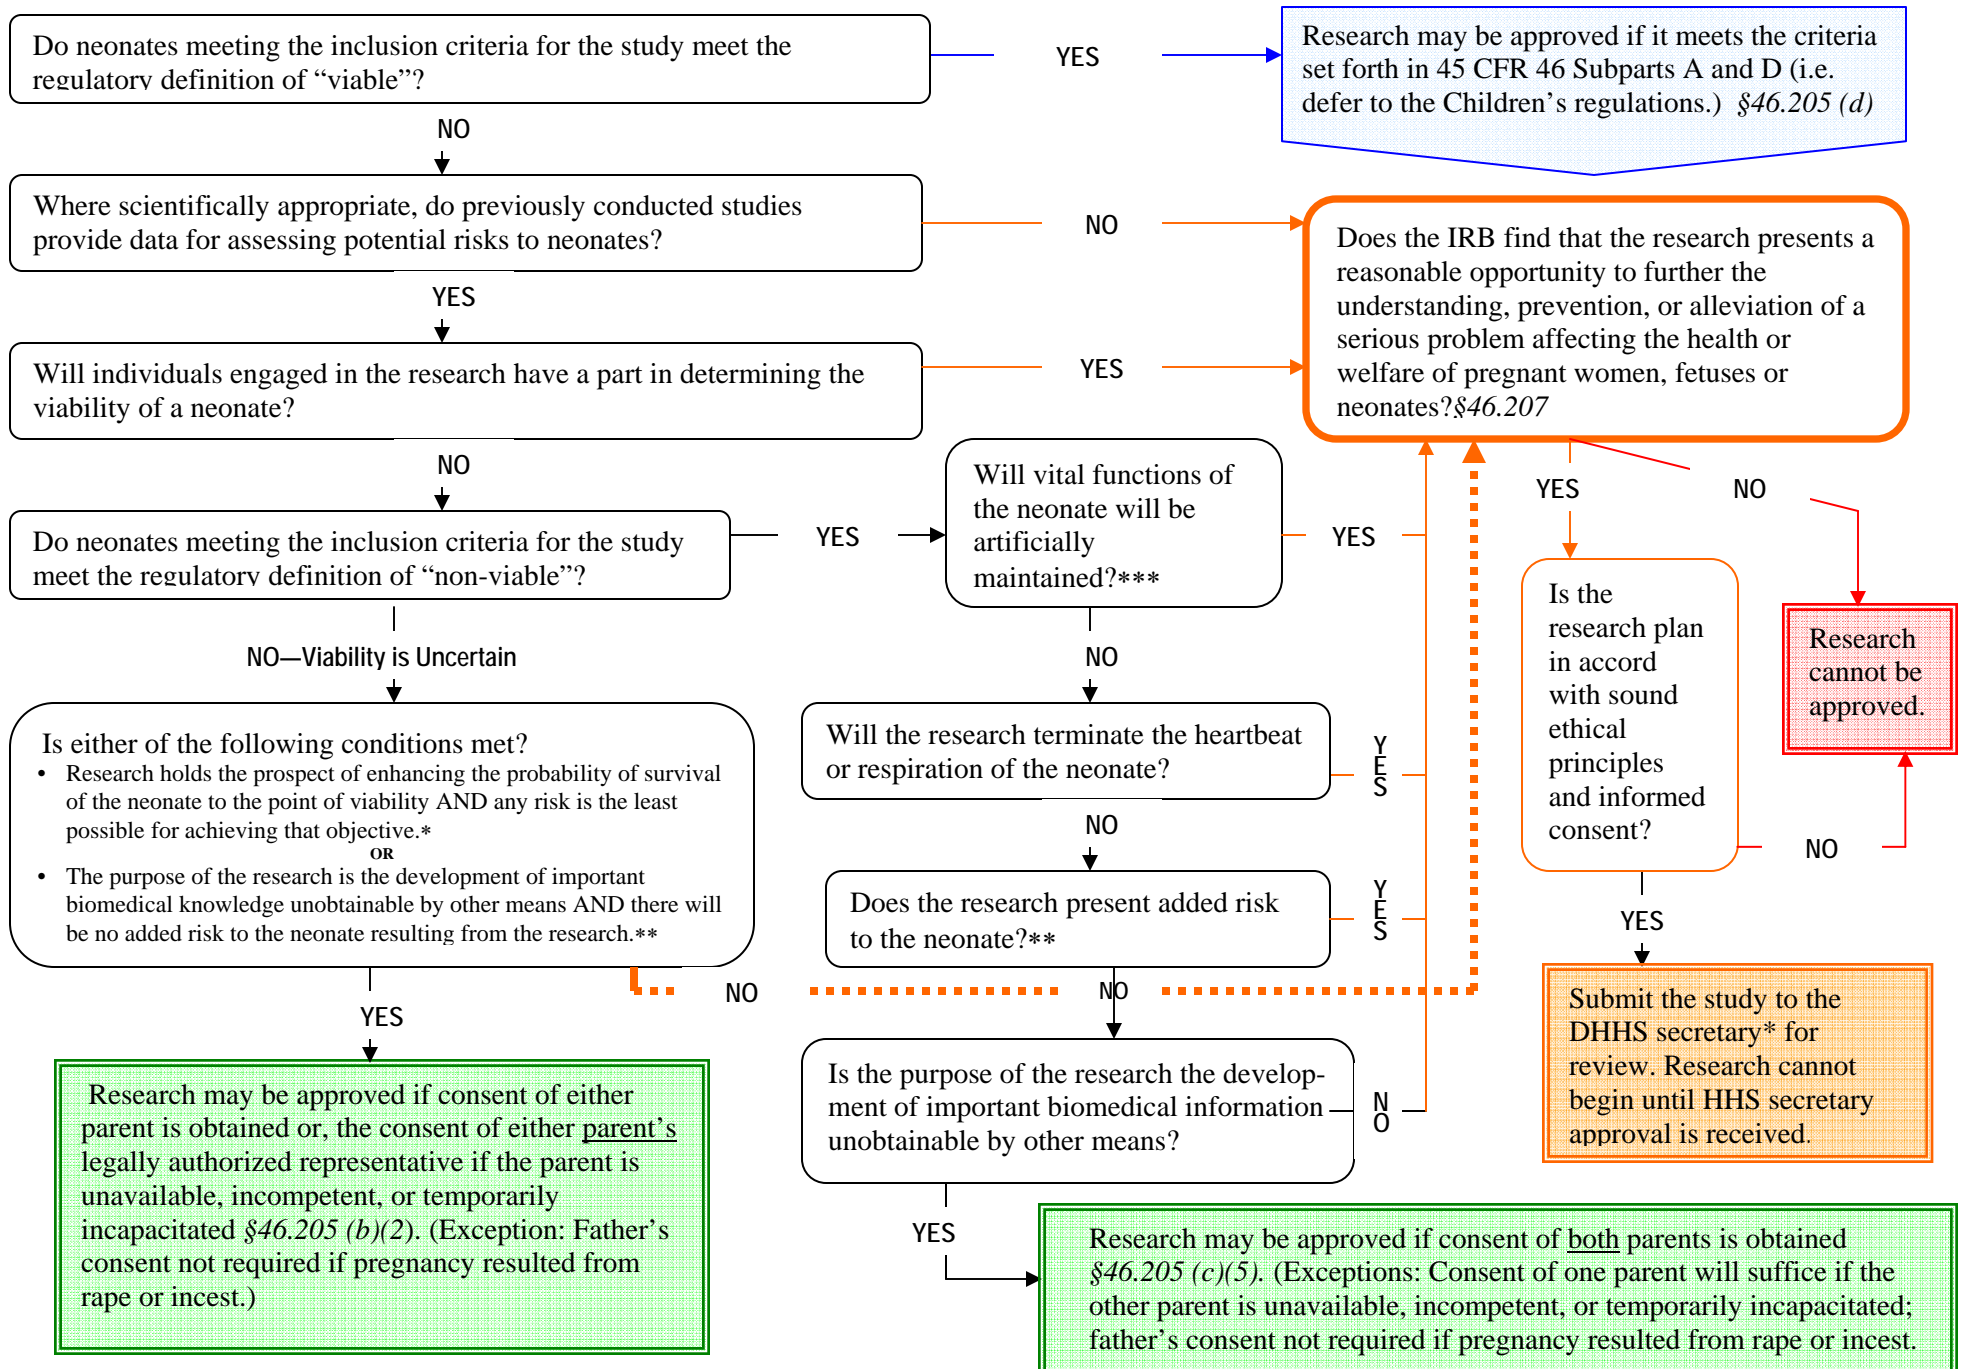 Do neonates meeting the inclusion criteria for the study meet the
regulatory definition of “viable”?
YES
Research may be approved if it meets the criteria
set forth in 45 CFR 46 Subparts A and D (i.e.
defer to the Children’s regulations.) §46.205 (d)
NO
Where scientifically appropriate, do previously conducted studies
provide data for assessing potential risks to neonates?
NO
Does the IRB find that the research presents a
reasonable opportunity to further the
understanding, prevention, or alleviation of a
serious problem affecting the health or
welfare of pregnant women, fetuses or
neonates?§46.207
YES
Will individuals engaged in the research have a part in determining the
viability of a neonate?
YES
NO
Do neonates meeting the inclusion criteria for the study
meet the regulatory definition of “non-viable”?
YES
Will vital functions of
the neonate will be
artificially
maintained?***
YES
YES
NO
Is the
research plan
in accord
with sound
ethical
principles
and informed
consent?
Research
cannot be
approved.
NO
YES
Submit the study to the
DHHS secretary* for
review. Research cannot
begin until HHS secretary
approval is received.
NO—Viability is Uncertain
Is either of the following conditions met?
• Research holds the prospect of enhancing the probability of survival
of the neonate to the point of viability AND any risk is the least
possible for achieving that objective.*
OR
• The purpose of the research is the development of important
biomedical knowledge unobtainable by other means AND there will
be no added risk to the neonate resulting from the research.**
NO
YES
Research may be approved if consent of either
parent is obtained or, the consent of either parent’s
legally authorized representative if the parent is
unavailable, incompetent, or temporarily
incapacitated §46.205 (b)(2). (Exception: Father’s
consent not required if pregnancy resulted from
rape or incest.)
NO
Will the research terminate the heartbeat
or respiration of the neonate?
YES
NO
Does the research present added risk
to the neonate?**
YES
NO
Is the purpose of the research the develop-
ment of important biomedical information
unobtainable by other means?
NO
YES
Research may be approved if consent of both parents is obtained
§46.205 (c)(5). (Exceptions: Consent of one parent will suffice if the
other parent is unavailable, incompetent, or temporarily incapacitated;
father’s consent not required if pregnancy resulted from rape or incest.